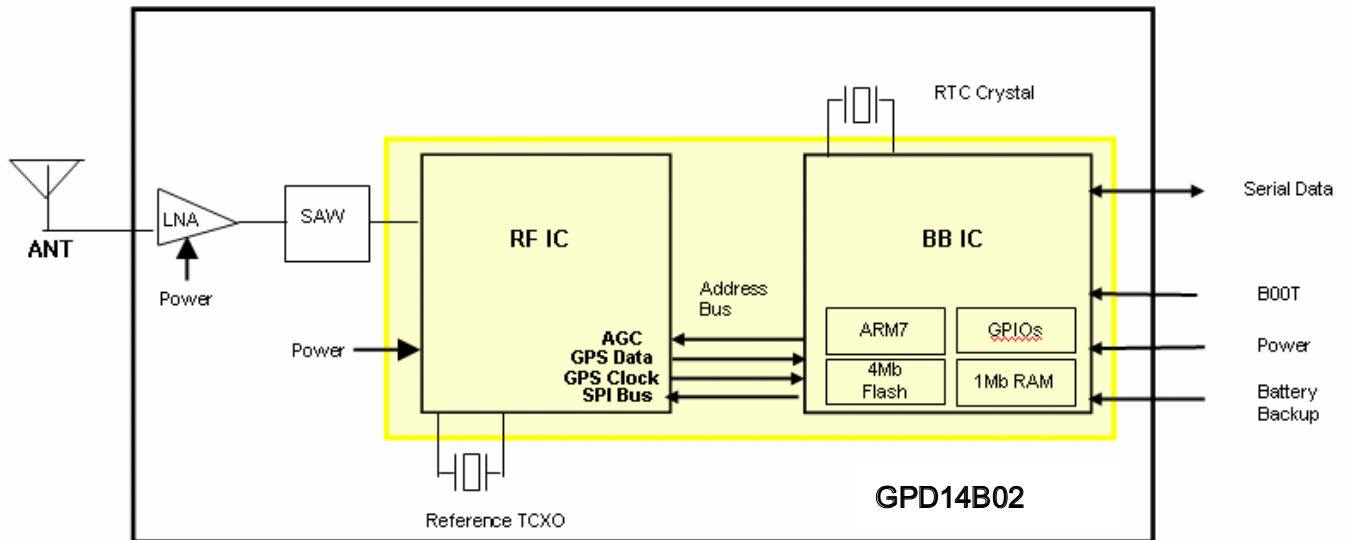 RTC Crystal
Serial Data
LNA
SAW
ANT
RF IC
BB IC
Power
Address
Bus
B00T
ARM7
GPIOs
Power
AGC
GPS Data
GPS Clock
SPI Bus
4Mb
Flash
1Mb RAM
Power
Battery
Backup
Reference TCXO
GPD14B02